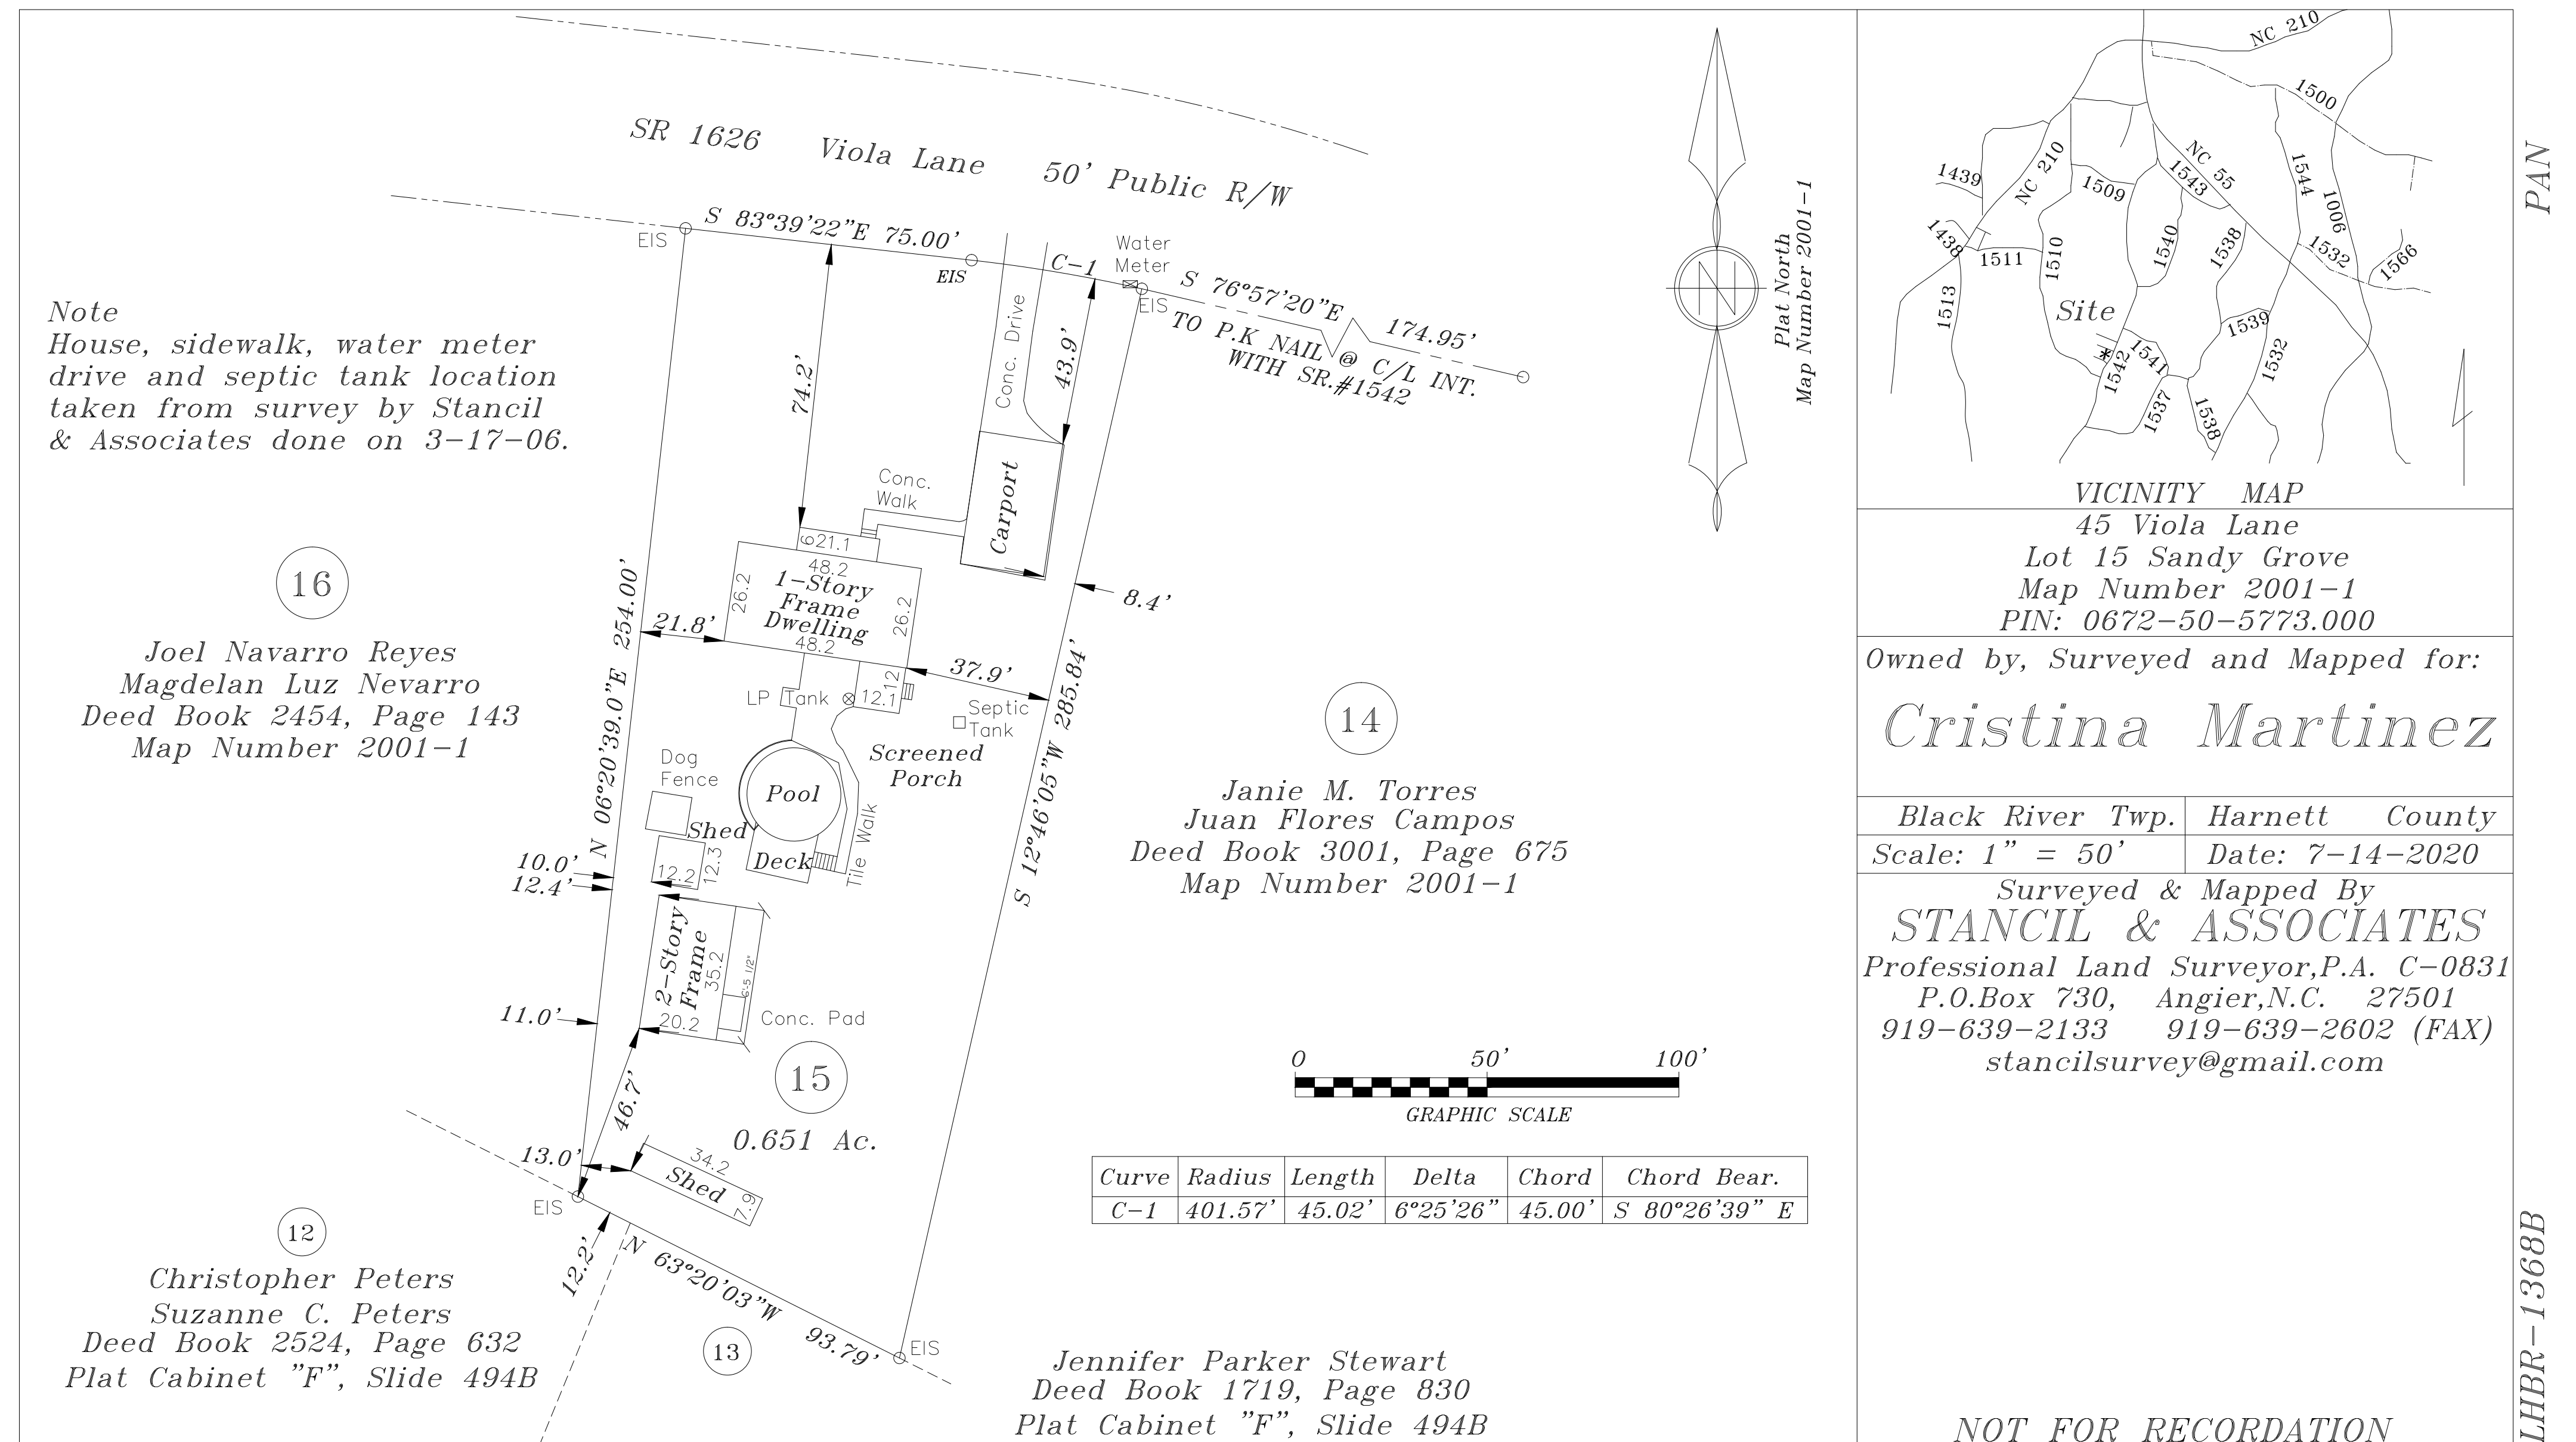 SR 1626 Viola Lane 50' Public R/W
S 83°39'22"E 75.00'
EIS
EIS
C-1
Water
Meter
EIS
S 76°57'20"E 174.95'
TO P.K NAIL @ C/L INT.
WITH SR.#1542
Note
House, sidewalk, water meter
drive and septic tank location
taken from survey by Stancil
& Associates done on 3-17-06.
74.2'
Conc. Drive
43.9'
Conc.
Walk
Carport
6
21.1
48.2
1-Story
Frame
Dwelling
26.2
26.2
48.2
21.8'
8.4'
37.9'
12
12.1
LP Tank
Septic
Tank
Screened
Porch
N 06°20'39.0"E 254.00'
S 12°46'05"W 285.84'
Dog
Fence
Pool
Shed
12.2
12.3
Deck
Tile Walk
10.0'
12.4'
11.0'
2-Story
Frame
35.2
20.2
6'-5 1/2"
Conc. Pad
15
0.651 Ac.
46.7'
13.0'
34.2
Shed
7.9
EIS
12.2'
N 63°20'03"W 93.79'
EIS
13
16
Joel Navarro Reyes
Magdelan Luz Nevarro
Deed Book 2454, Page 143
Map Number 2001-1
14
Janie M. Torres
Juan Flores Campos
Deed Book 3001, Page 675
Map Number 2001-1
12
Christopher Peters
Suzanne C. Peters
Deed Book 2524, Page 632
Plat Cabinet "F", Slide 494B
Jennifer Parker Stewart
Deed Book 1719, Page 830
Plat Cabinet "F", Slide 494B
0 50' 100'
GRAPHIC SCALE
Curve Radius Length Delta Chord Chord Bear.
C-1 401.57' 45.02' 6°25'26" 45.00' S 80°26'39" E
N
Plat North
Map Number 2001-1
NC 210
1500
NC 55
1543
1544
1006
1439
NC 210
1509
1438
1511
1510
1540
1538
1532
1566
1513
Site
*
1542
1541
1539
1532
1537
1538
VICINITY MAP
45 Viola Lane
Lot 15 Sandy Grove
Map Number 2001-1
PIN: 0672-50-5773.000
Owned by, Surveyed and Mapped for:
Cristina Martinez
Black River Twp. Harnett County
Scale: 1" = 50' Date: 7-14-2020
Surveyed & Mapped By
STANCIL & ASSOCIATES
Professional Land Surveyor,P.A. C-0831
P.O.Box 730, Angier,N.C. 27501
919-639-2133 919-639-2602 (FAX)
stancilsurvey@gmail.com
NOT FOR RECORDATION
PAN
LHBR-1368B